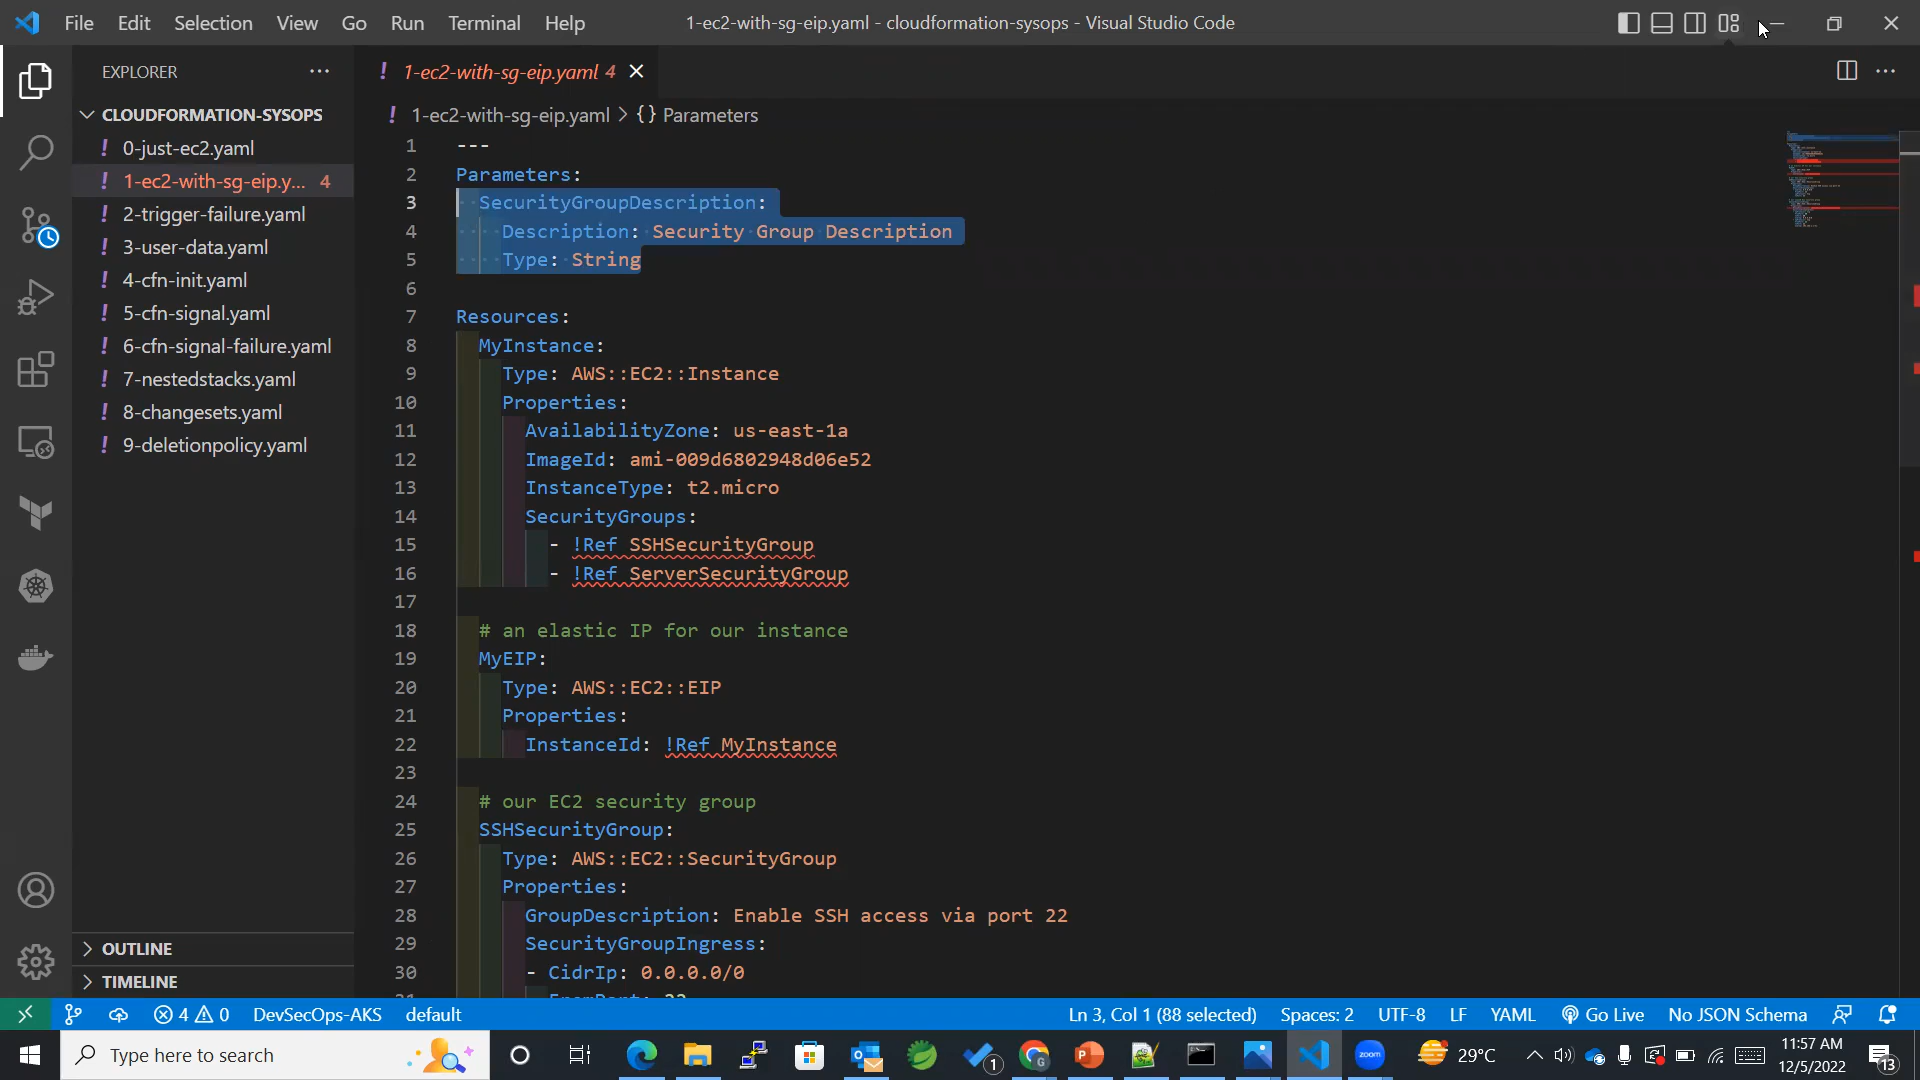 File Edit Selection View Go Run Terminal Help
1-ec2-with-sg-eip.yaml - cloudformation-sysops - Visual Studio Code
EXPLORER
CLOUDFORMATION-SYSOPS
! 0-just-ec2.yaml
! 1-ec2-with-sg-eip.y... 4
! 2-trigger-failure.yaml
! 3-user-data.yaml
! 4-cfn-init.yaml
! 5-cfn-signal.yaml
! 6-cfn-signal-failure.yaml
! 7-nestedstacks.yaml
! 8-changesets.yaml
! 9-deletionpolicy.yaml
OUTLINE
TIMELINE
! 1-ec2-with-sg-eip.yaml 4
! 1-ec2-with-sg-eip.yaml > {} Parameters
1 ---
2 Parameters:
3 SecurityGroupDescription:
4 Description: Security Group Description
5 Type: String
6
7 Resources:
8 MyInstance:
9 Type: AWS::EC2::Instance
10 Properties:
11 AvailabilityZone: us-east-1a
12 ImageId: ami-009d6802948d06e52
13 InstanceType: t2.micro
14 SecurityGroups:
15 - !Ref SSHSecurityGroup
16 - !Ref ServerSecurityGroup
17
18 # an elastic IP for our instance
19 MyEIP:
20 Type: AWS::EC2::EIP
21 Properties:
22 InstanceId: !Ref MyInstance
23
24 # our EC2 security group
25 SSHSecurityGroup:
26 Type: AWS::EC2::SecurityGroup
27 Properties:
28 GroupDescription: Enable SSH access via port 22
29 SecurityGroupIngress:
30 - CidrIp: 0.0.0.0/0
4 0 DevSecOps-AKS default
Ln 3, Col 1 (88 selected) Spaces: 2 UTF-8 LF YAML Go Live No JSON Schema
Type here to search
1
zoom
29°C
11:57 AM
12/5/2022
13